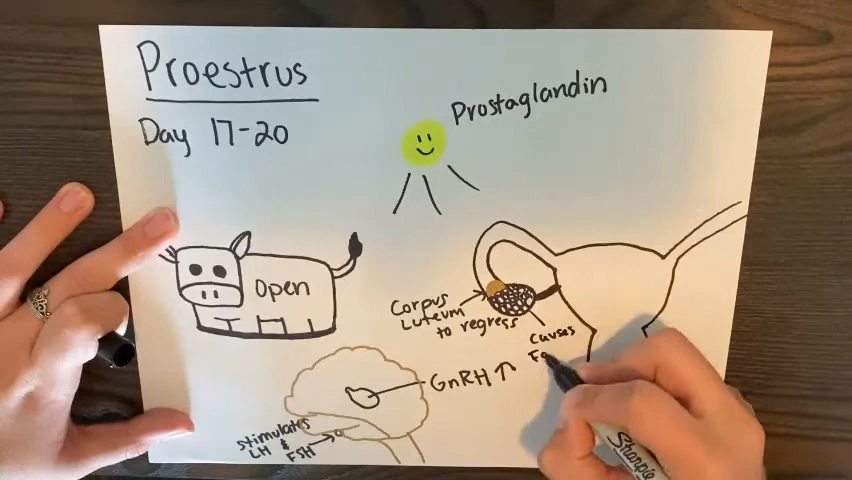 Proestrus
Day 17-20
Prostaglandin
Open
Corpus
Luteum
to regress
causes
GnRH ↑
stimulates
LH &
FSH
Sharpie